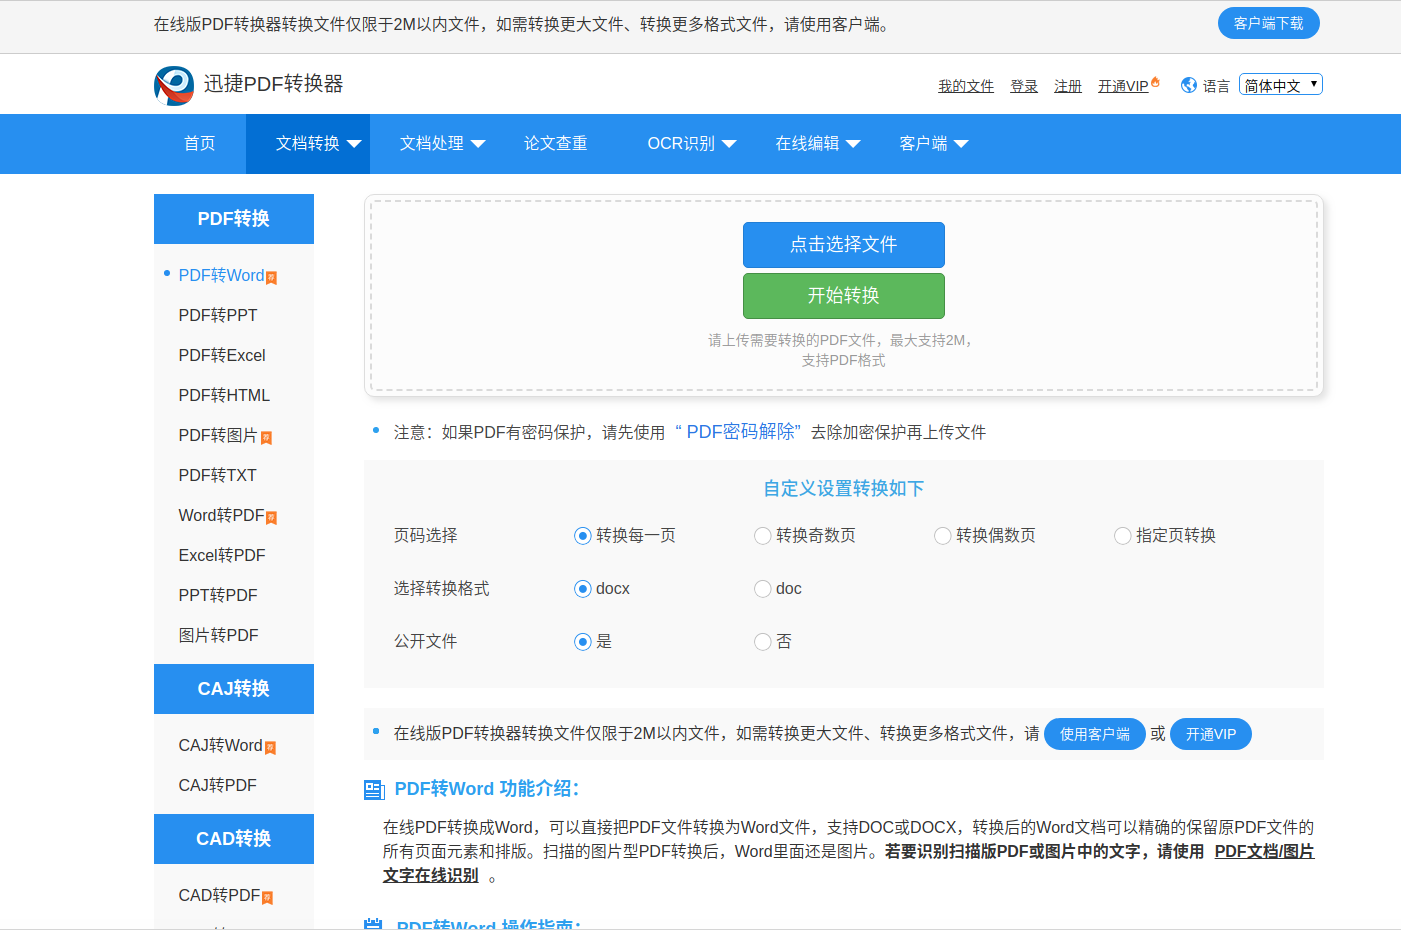 在线版PDF转换器转换文件仅限于2M以内文件，如需转换更大文件、转换更多格式文件，请使用客户端。
客户端下载
迅捷PDF转换器
我的文件 登录 注册 开通VIP 语言 简体中文
首页 文档转换 文档处理 论文查重 OCR识别 在线编辑 客户端
PDF转换
PDF转Word荐
PDF转PPT
PDF转Excel
PDF转HTML
PDF转图片荐
PDF转TXT
Word转PDF荐
Excel转PDF
PPT转PDF
图片转PDF
CAJ转换
CAJ转Word荐
CAJ转PDF
CAD转换
CAD转PDF荐
点击选择文件
开始转换
请上传需要转换的PDF文件，最大支持2M，
支持PDF格式
注意：如果PDF有密码保护，请先使用 “ PDF密码解除” 去除加密保护再上传文件
自定义设置转换如下
页码选择 转换每一页 转换奇数页 转换偶数页 指定页转换
选择转换格式 docx doc
公开文件 是 否
在线版PDF转换器转换文件仅限于2M以内文件，如需转换更大文件、转换更多格式文件，请 使用客户端 或 开通VIP
PDF转Word 功能介绍：
在线PDF转换成Word，可以直接把PDF文件转换为Word文件，支持DOC或DOCX，转换后的Word文档可以精确的保留原PDF文件的
所有页面元素和排版。扫描的图片型PDF转换后，Word里面还是图片。若要识别扫描版PDF或图片中的文字，请使用 PDF文档/图片
文字在线识别 。
PDF转Word 操作指南：